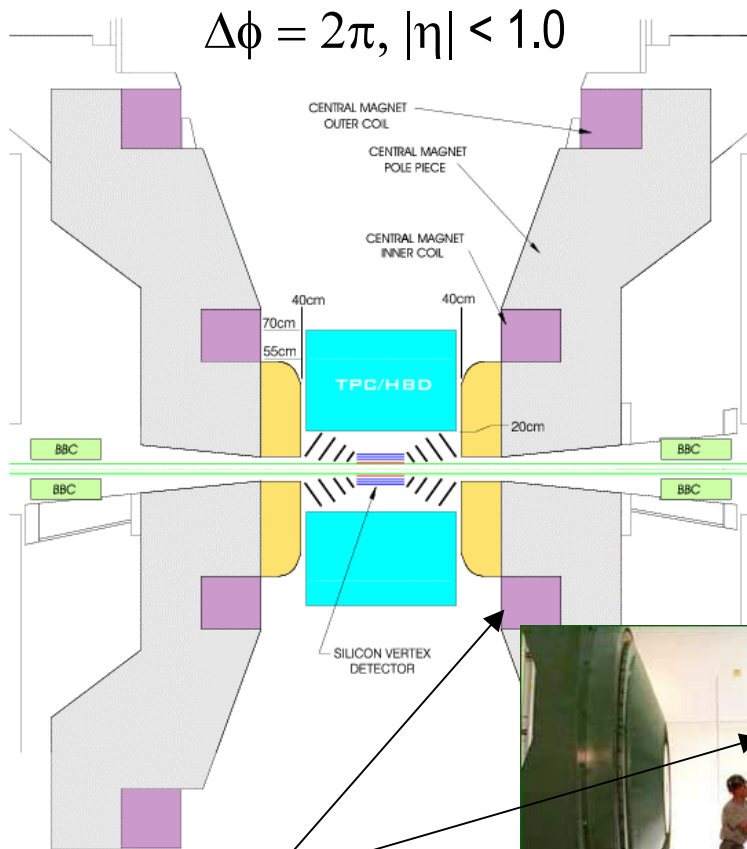 Δϕ = 2π, |η| < 1.0
CENTRAL MAGNET
OUTER COIL
CENTRAL MAGNET
POLE PIECE
CENTRAL MAGNET
INNER COIL
40cm
40cm
70cm
55cm
TPC/HBD
20cm
BBC
BBC
BBC
BBC
SILICON VERTEX
DETECTOR